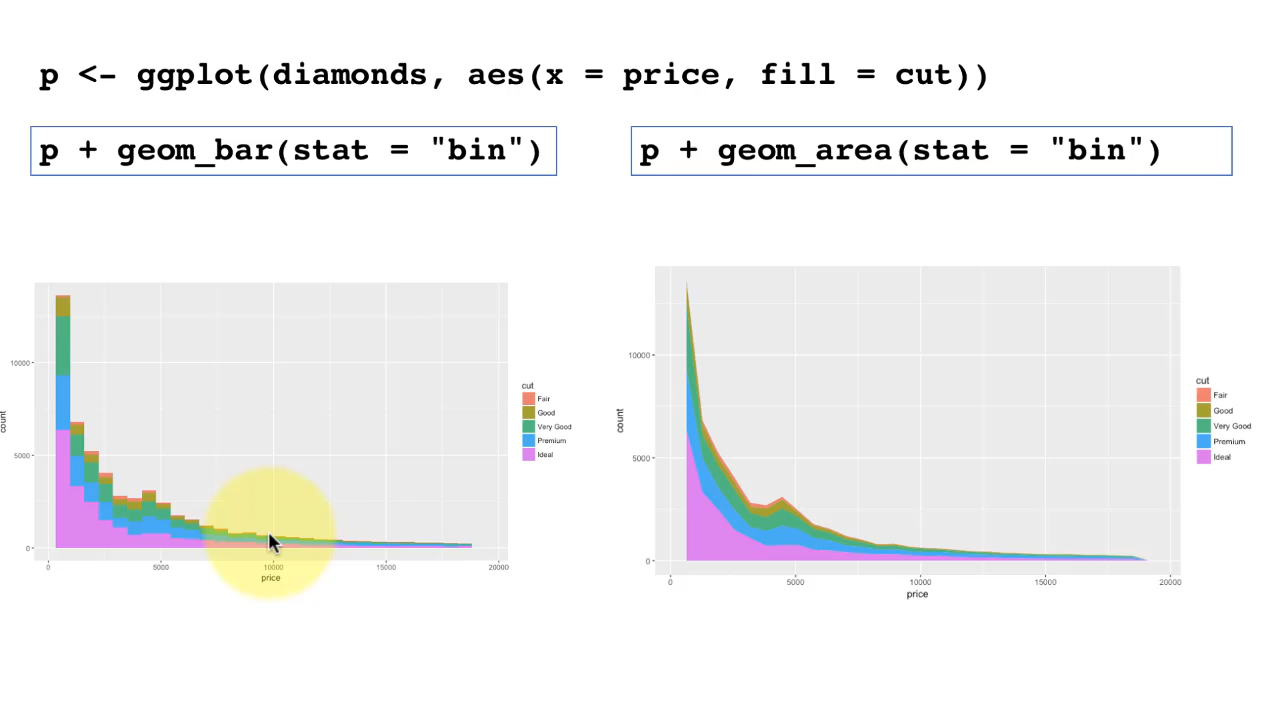 p <- ggplot(diamonds, aes(x = price, fill = cut))
p + geom_bar(stat = "bin")
p + geom_area(stat = "bin")
10000
5000
0
count
0
5000
10000
15000
20000
price
cut
Fair
Good
Very Good
Premium
Ideal
10000
5000
0
count
0
5000
10000
15000
20000
price
cut
Fair
Good
Very Good
Premium
Ideal